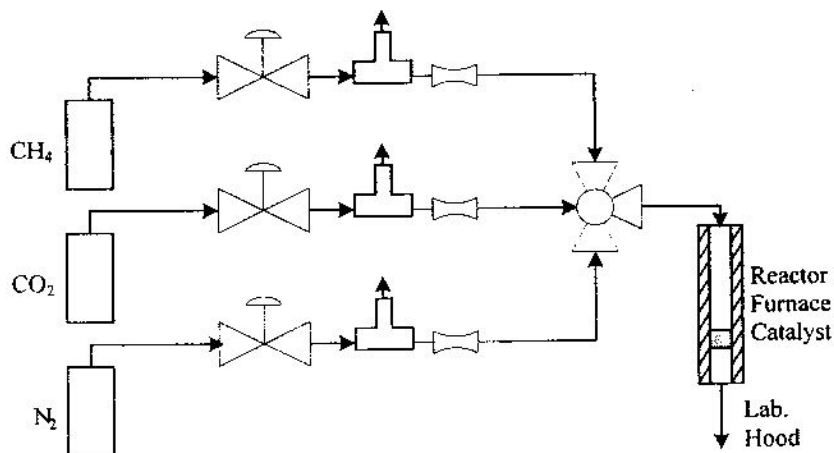 CH₄
CO₂
N₂
Reactor
Furnace
Catalyst
Lab.
Hood